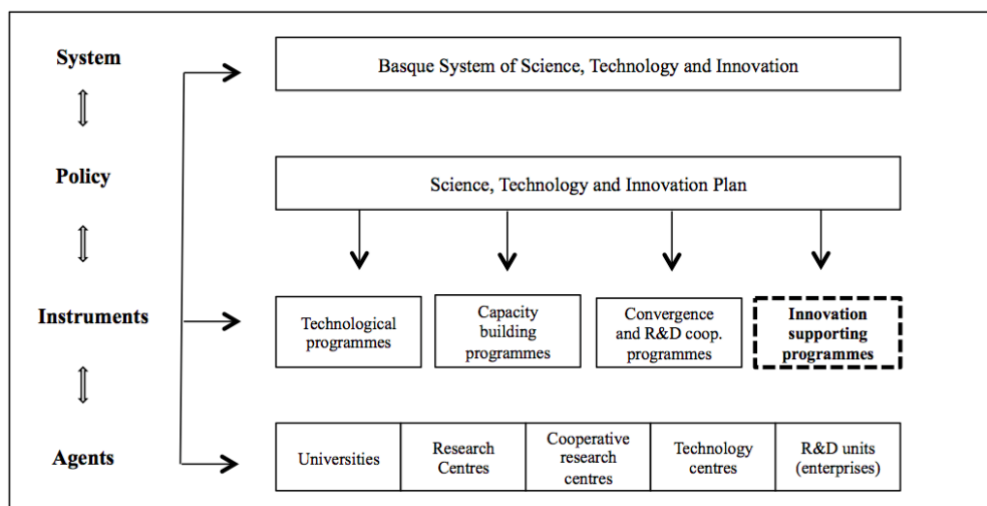 System
Basque System of Science, Technology and Innovation
Policy
Science, Technology and Innovation Plan
Instruments
Technological
programmes
Capacity
building
programmes
Convergence
and R&D coop.
programmes
Innovation
supporting
programmes
Agents
Universities
Research
Centres
Cooperative
research
centres
Technology
centres
R&D units
(enterprises)